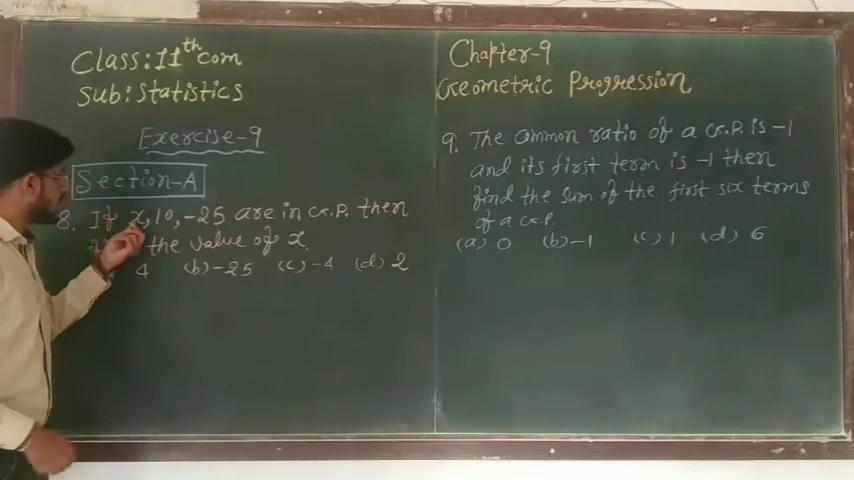 Class:11th com
Sub:Statistics
Exercise-9
Section-A
8. If x,10,-25 are in G.P. then
the value of x.
4 (b)-25 (c)-4 (d) 2
Chapter-9
Geometric Progression
9. The common ratio of a G.P. is -1
and its first term is -1 then
find the sum of the first six terms
of a G.P.
(a) 0 (b)-1 (c) 1 (d) 6